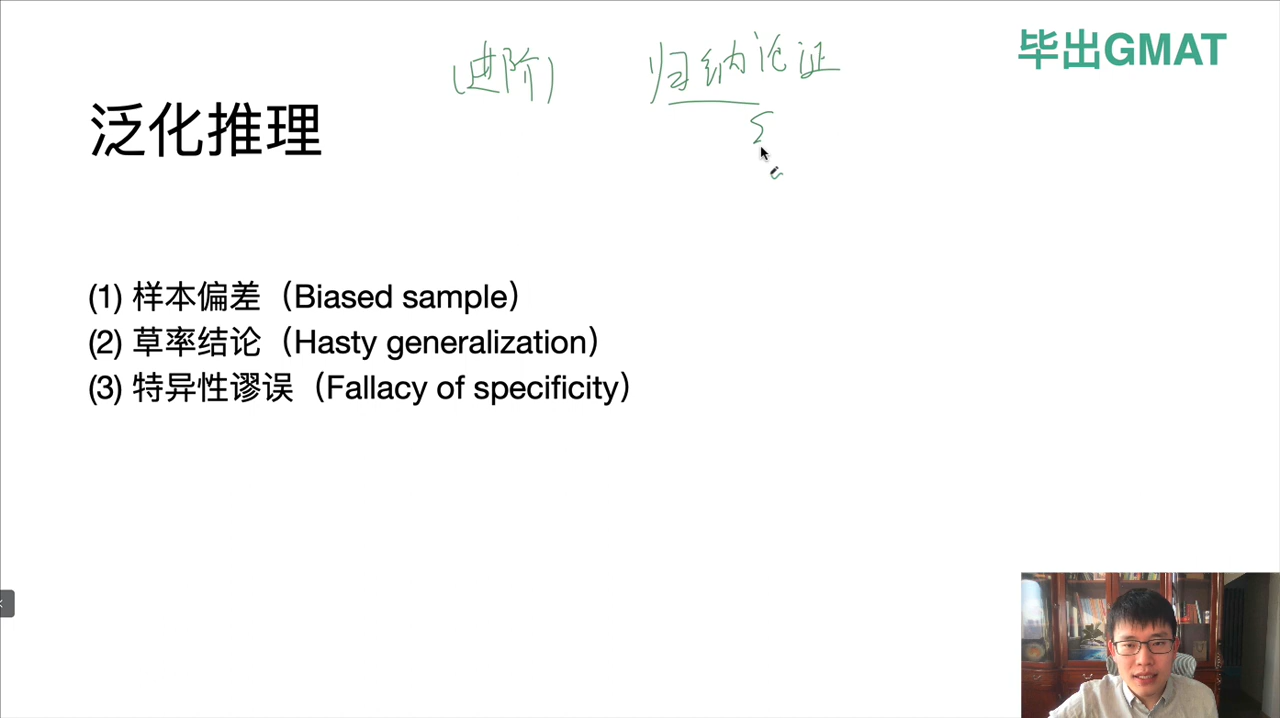 (进阶) 归纳论证
毕出GMAT
泛化推理
(1) 样本偏差（Biased sample）
(2) 草率结论（Hasty generalization）
(3) 特异性谬误（Fallacy of specificity）